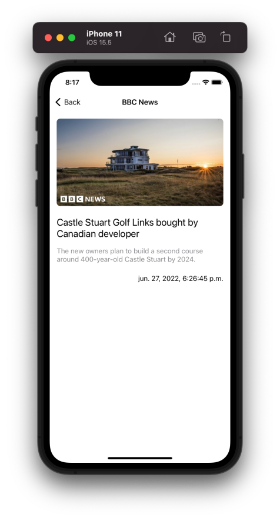 iPhone 11
iOS 15.5
8:17
Back
BBC News
BBC NEWS
Castle Stuart Golf Links bought by
Canadian developer
The new owners plan to build a second course
around 400-year-old Castle Stuart by 2024.
jun. 27, 2022, 6:26:45 p.m.